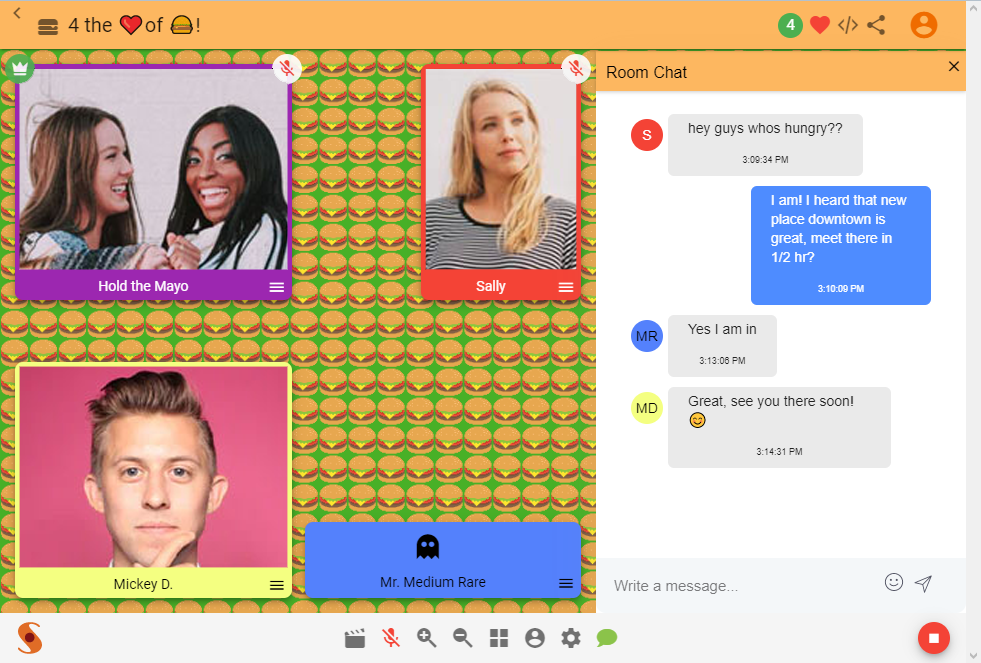 4 the ❤️of 🍔!
4
Room Chat
S
hey guys whos hungry??
3:09:34 PM
I am! I heard that new
place downtown is
great, meet there in
1/2 hr?
3:10:09 PM
MR
Yes I am in
3:13:06 PM
MD
Great, see you there soon!
😊
3:14:31 PM
Hold the Mayo
Sally
Mickey D.
Mr. Medium Rare
Write a message...